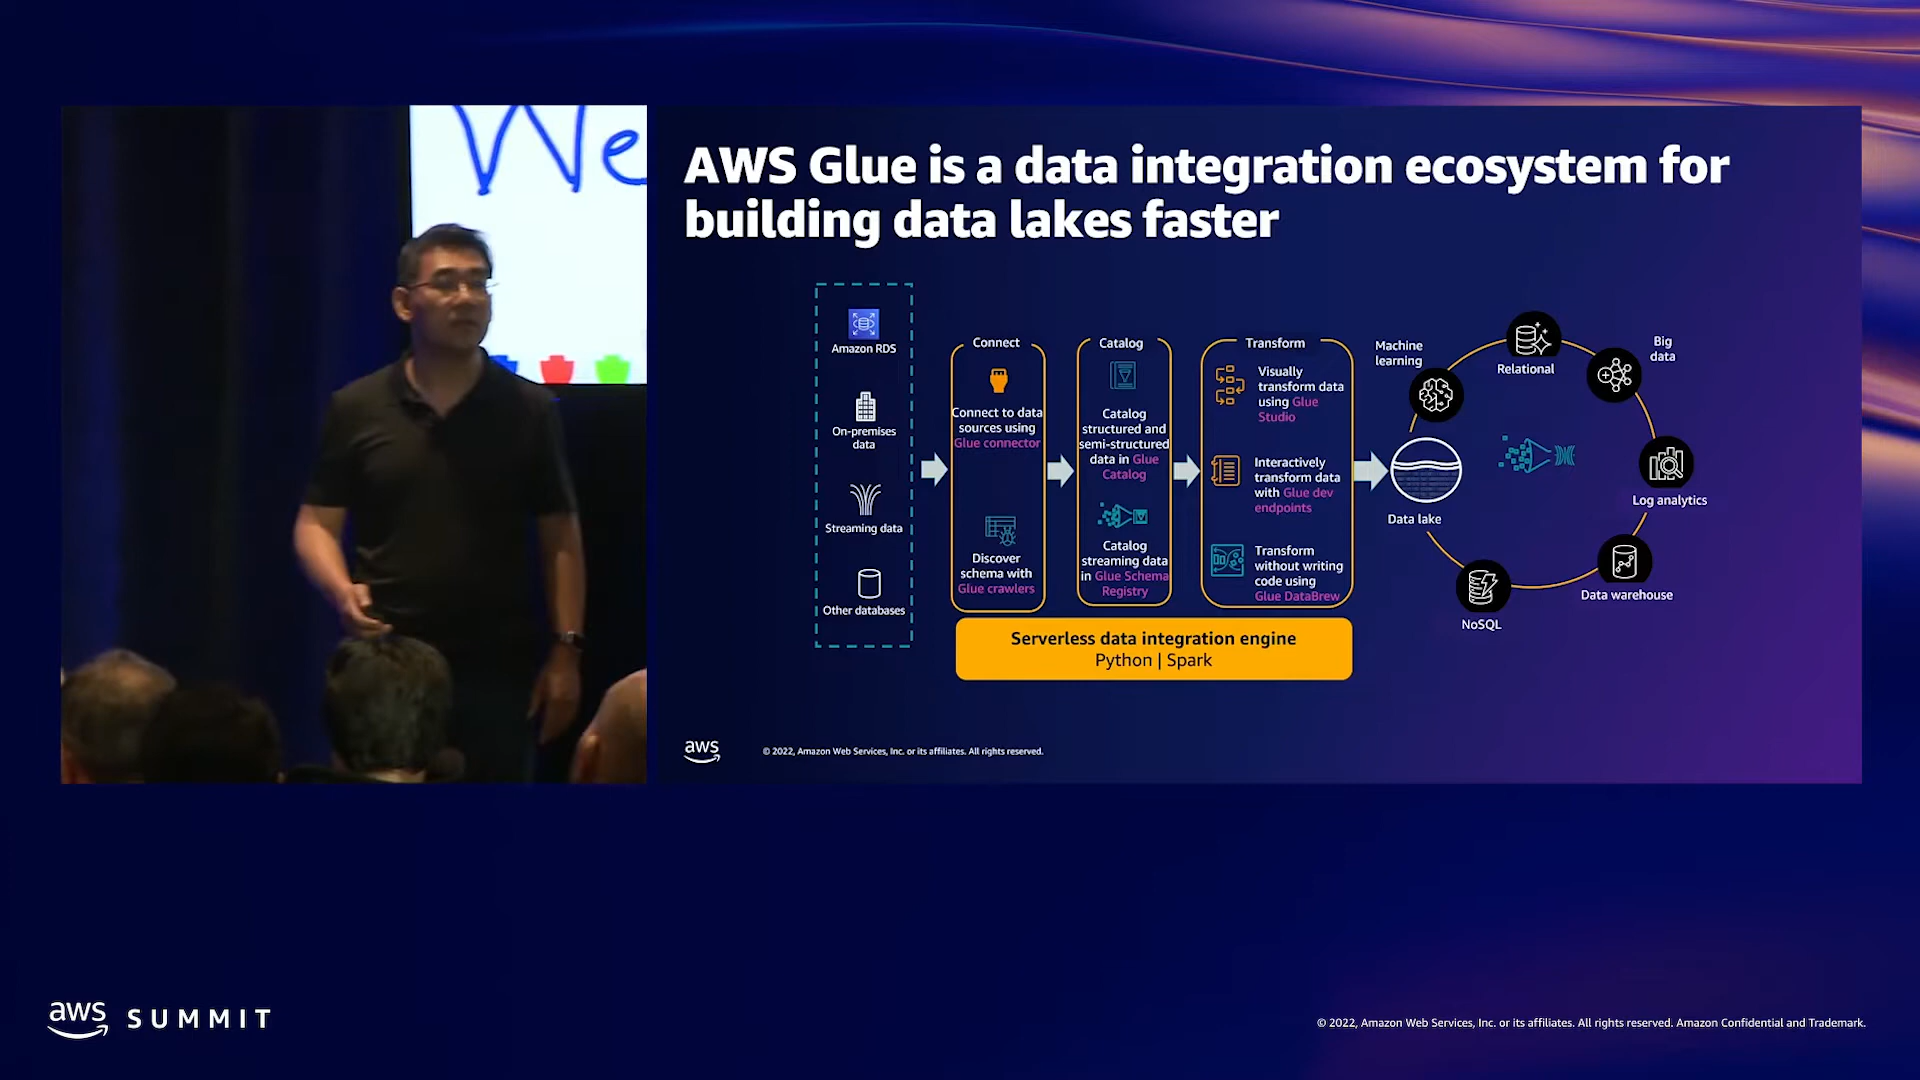 We
AWS Glue is a data integration ecosystem for
building data lakes faster
Amazon RDS
On-premises
data
Streaming data
Other databases
Connect
Connect to data
sources using
Glue connector
Discover
schema with
Glue crawlers
Catalog
Catalog
structured and
semi-structured
data in Glue
Catalog
Catalog
streaming data
in Glue Schema
Registry
Transform
Visually
transform data
using Glue
Studio
Interactively
transform data
with Glue dev
endpoints
Transform
without writing
code using
Glue DataBrew
Serverless data integration engine
Python | Spark
Machine
learning
Relational
Big
data
Data lake
Log analytics
Data warehouse
NoSQL
aws
© 2022, Amazon Web Services, Inc. or its affiliates. All rights reserved.
aws SUMMIT
© 2022, Amazon Web Services, Inc. or its affiliates. All rights reserved. Amazon Confidential and Trademark.